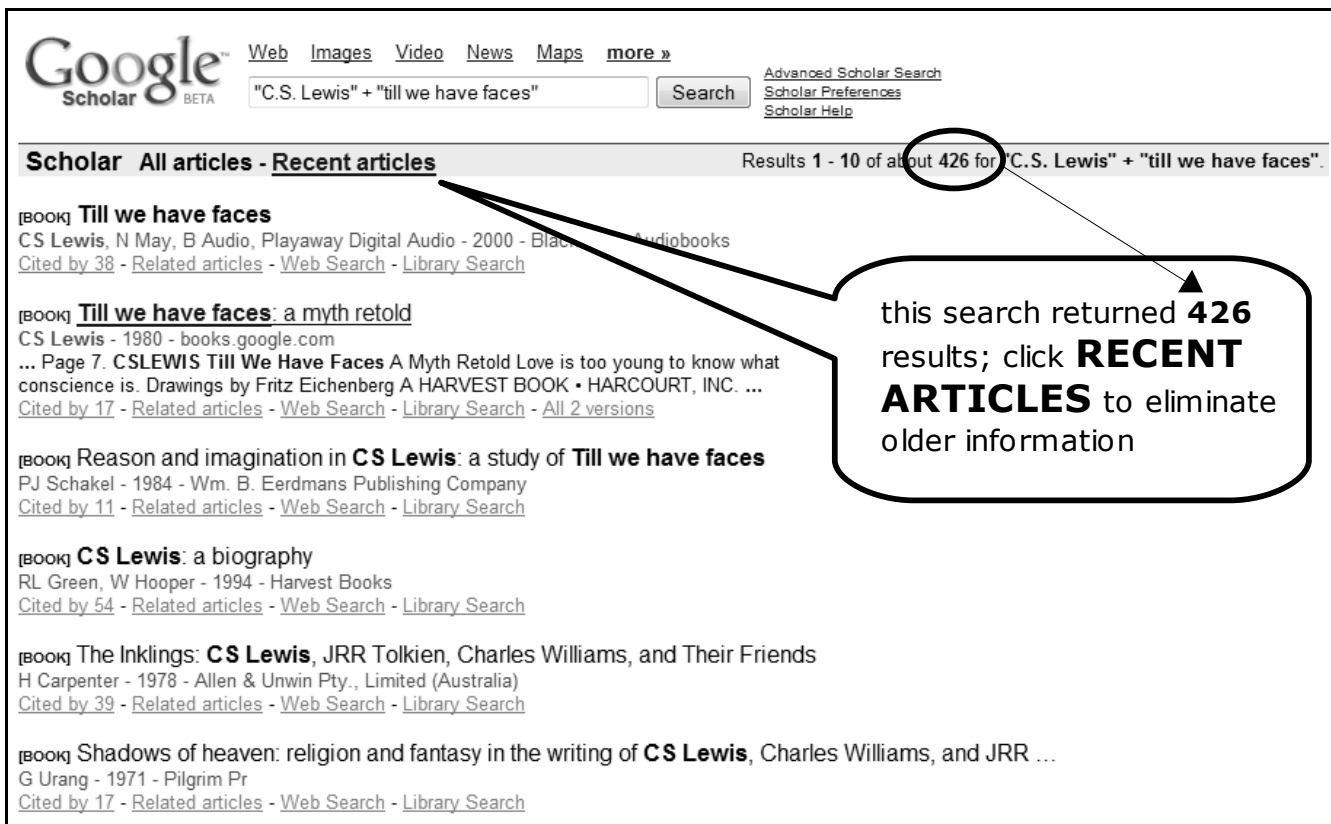 Google™ Web Images Video News Maps more »
Scholar BETA "C.S. Lewis" + "till we have faces" Search
Advanced Scholar Search
Scholar Preferences
Scholar Help
Scholar All articles - Recent articles Results 1 - 10 of about 426 for "C.S. Lewis" + "till we have faces".
[BOOK] Till we have faces
CS Lewis, N May, B Audio, Playaway Digital Audio - 2000 - Audiobooks
Cited by 38 - Related articles - Web Search - Library Search
[BOOK] Till we have faces: a myth retold
CS Lewis - 1980 - books.google.com
... Page 7. CSLEWIS Till We Have Faces A Myth Retold Love is too young to know what
conscience is. Drawings by Fritz Eichenberg A HARVEST BOOK • HARCOURT, INC. ...
Cited by 17 - Related articles - Web Search - Library Search - All 2 versions
[BOOK] Reason and imagination in CS Lewis: a study of Till we have faces
PJ Schakel - 1984 - Wm. B. Eerdmans Publishing Company
Cited by 11 - Related articles - Web Search - Library Search
[BOOK] CS Lewis: a biography
RL Green, W Hooper - 1994 - Harvest Books
Cited by 54 - Related articles - Web Search - Library Search
[BOOK] The Inklings: CS Lewis, JRR Tolkien, Charles Williams, and Their Friends
H Carpenter - 1978 - Allen & Unwin Pty., Limited (Australia)
Cited by 39 - Related articles - Web Search - Library Search
[BOOK] Shadows of heaven: religion and fantasy in the writing of CS Lewis, Charles Williams, and JRR ...
G Urang - 1971 - Pilgrim Pr
Cited by 17 - Related articles - Web Search - Library Search
this search returned 426
results; click RECENT
ARTICLES to eliminate
older information